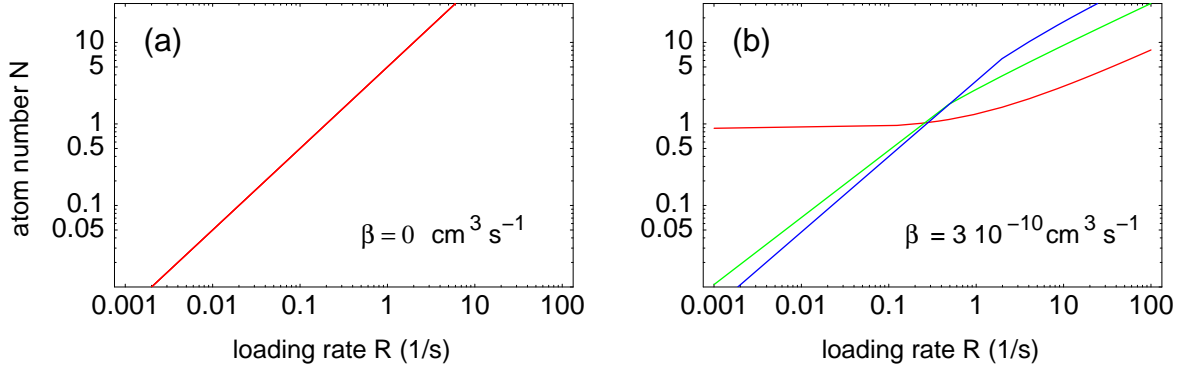 (a)
atom number N
10
5
1
0.5
0.1
0.05
β = 0 cm³ s⁻¹
0.001 0.01 0.1 1 10 100
loading rate R (1/s)
(b)
10
5
1
0.5
0.1
0.05
β = 3 10⁻¹⁰ cm³ s⁻¹
0.001 0.01 0.1 1 10 100
loading rate R (1/s)